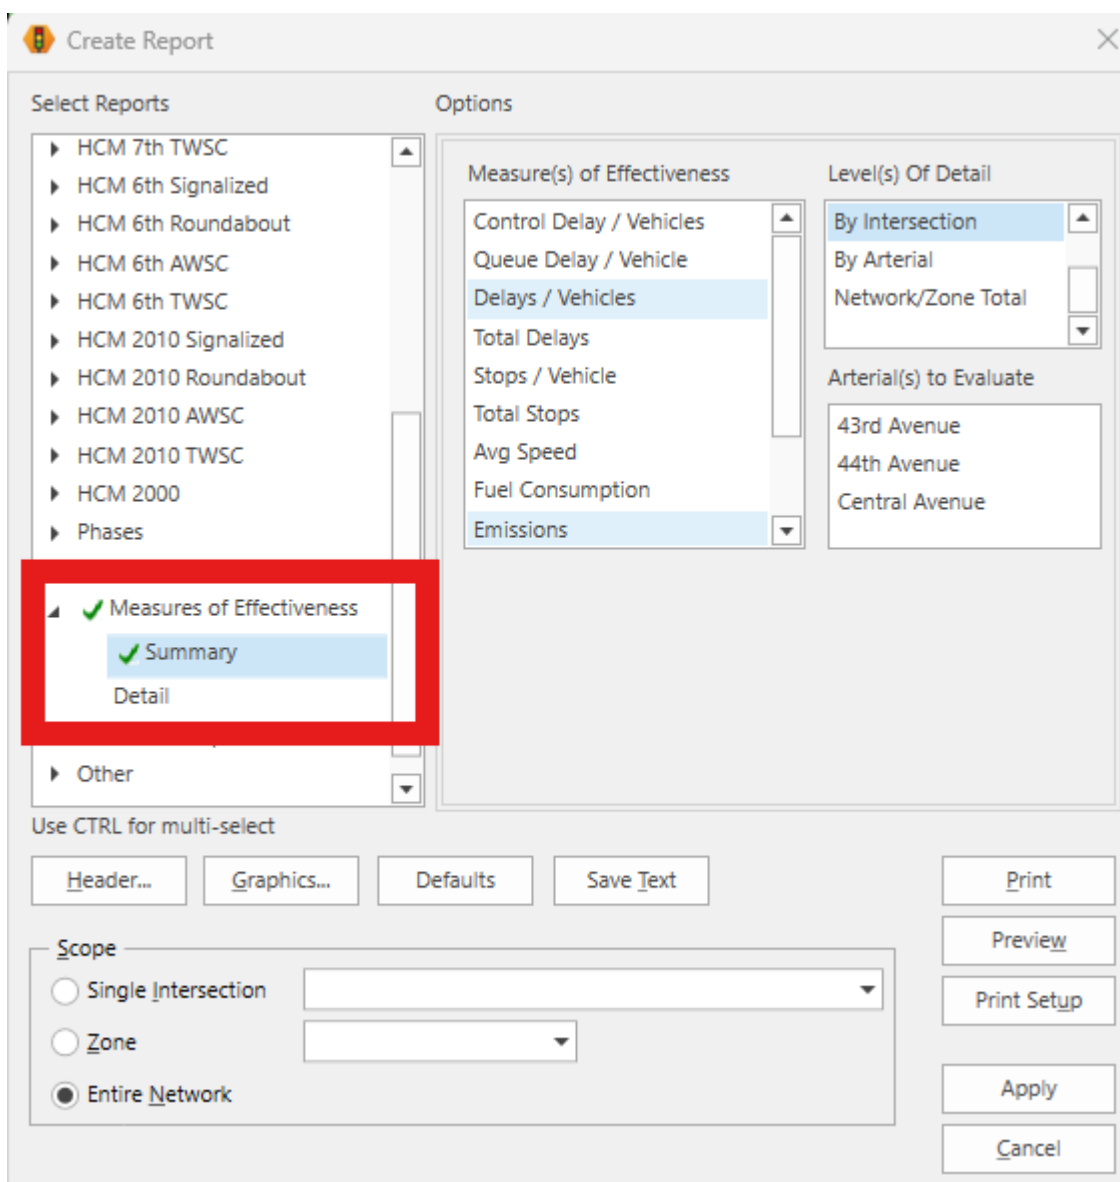 Create Report
Select Reports
HCM 7th TWSC
HCM 6th Signalized
HCM 6th Roundabout
HCM 6th AWSC
HCM 6th TWSC
HCM 2010 Signalized
HCM 2010 Roundabout
HCM 2010 AWSC
HCM 2010 TWSC
HCM 2000
Phases
Measures of Effectiveness
Summary
Detail
Other
Use CTRL for multi-select
Options
Measure(s) of Effectiveness
Control Delay / Vehicles
Queue Delay / Vehicle
Delays / Vehicles
Total Delays
Stops / Vehicle
Total Stops
Avg Speed
Fuel Consumption
Emissions
Level(s) Of Detail
By Intersection
By Arterial
Network/Zone Total
Arterial(s) to Evaluate
43rd Avenue
44th Avenue
Central Avenue
Header...
Graphics...
Defaults
Save Text
Scope
Single Intersection
Zone
Entire Network
Print
Preview
Print Setup
Apply
Cancel